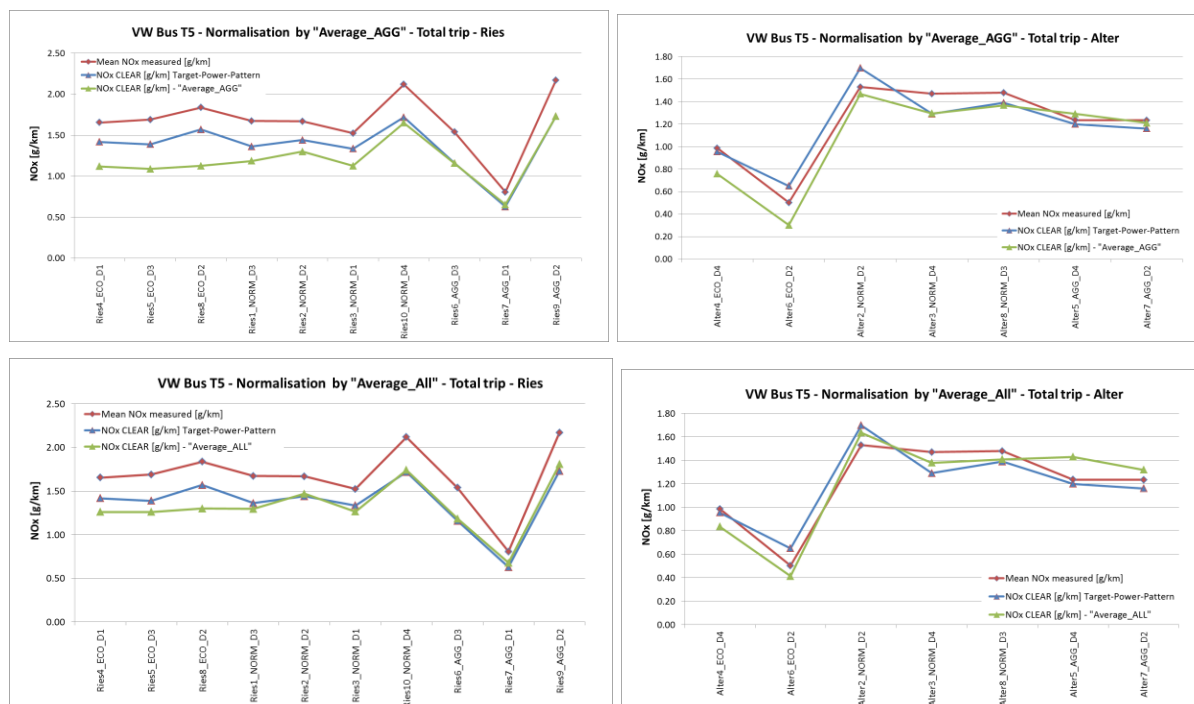 VW Bus T5 - Normalisation by "Average_AGG" - Total trip - Ries
2.50
2.00
1.50
1.00
0.50
0.00
NOx [g/km]
Mean NOx measured [g/km]
NOx CLEAR [g/km] Target-Power-Pattern
NOx CLEAR [g/km] - "Average_AGG"
Ries4_ECO_D1
Ries5_ECO_D3
Ries8_ECO_D2
Ries1_NORM_D3
Ries2_NORM_D2
Ries3_NORM_D1
Ries10_NORM_D4
Ries6_AGG_D3
Ries7_AGG_D1
Ries9_AGG_D2
VW Bus T5 - Normalisation by "Average_AGG" - Total trip - Alter
1.80
1.60
1.40
1.20
1.00
0.80
0.60
0.40
0.20
0.00
NOx [g/km]
Mean NOx measured [g/km]
NOx CLEAR [g/km] Target-Power-Pattern
NOx CLEAR [g/km] - "Average_AGG"
Alter4_ECO_D4
Alter6_ECO_D2
Alter2_NORM_D2
Alter3_NORM_D4
Alter8_NORM_D3
Alter5_AGG_D4
Alter7_AGG_D2
VW Bus T5 - Normalisation by "Average_All" - Total trip - Ries
2.50
2.00
1.50
1.00
0.50
0.00
NOx [g/km]
Mean NOx measured [g/km]
NOx CLEAR [g/km] Target-Power-Pattern
NOx CLEAR [g/km] - "Average_ALL"
Ries4_ECO_D1
Ries5_ECO_D3
Ries8_ECO_D2
Ries1_NORM_D3
Ries2_NORM_D2
Ries3_NORM_D1
Ries10_NORM_D4
Ries6_AGG_D3
Ries7_AGG_D1
Ries9_AGG_D2
VW Bus T5 - Normalisation by "Average_All" - Total trip - Alter
1.80
1.60
1.40
1.20
1.00
0.80
0.60
0.40
0.20
0.00
NOx [g/km]
Mean NOx measured [g/km]
NOx CLEAR [g/km] Target-Power-Pattern
NOx CLEAR [g/km] - "Average_ALL"
Alter4_ECO_D4
Alter6_ECO_D2
Alter2_NORM_D2
Alter3_NORM_D4
Alter8_NORM_D3
Alter5_AGG_D4
Alter7_AGG_D2